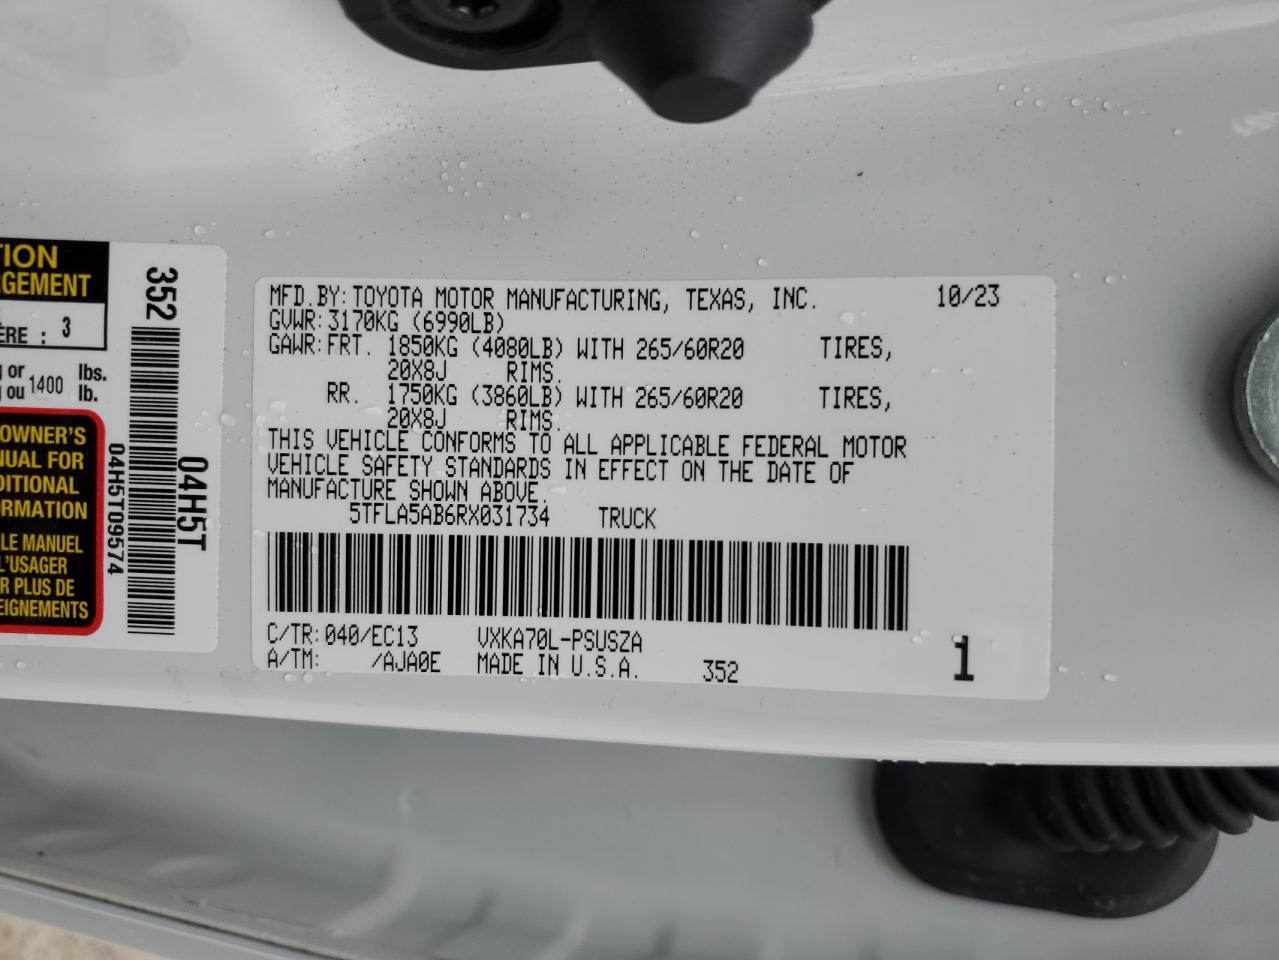 TION
RGEMENT
ERE : 3
g or lbs.
g ou 1400 lb.
OWNER'S
NUAL FOR
DITIONAL
ORMATION
LE MANUEL
L'USAGER
R PLUS DE
EIGNEMENTS
352
04H5T
04H5T09574
MFD.BY:TOYOTA MOTOR MANUFACTURING, TEXAS, INC. 10/23
GVWR:3170KG (6990LB)
GAWR:FRT. 1850KG (4080LB) WITH 265/60R20 TIRES,
20X8J RIMS.
RR. 1750KG (3860LB) WITH 265/60R20 TIRES,
20X8J RIMS.
THIS VEHICLE CONFORMS TO ALL APPLICABLE FEDERAL MOTOR
VEHICLE SAFETY STANDARDS IN EFFECT ON THE DATE OF
MANUFACTURE SHOWN ABOVE.
5TFLA5AB6RX031734 TRUCK
C/TR:040/EC13 VXKA70L-PSUSZA
A/TM: /AJA0E MADE IN U.S.A. 352 1